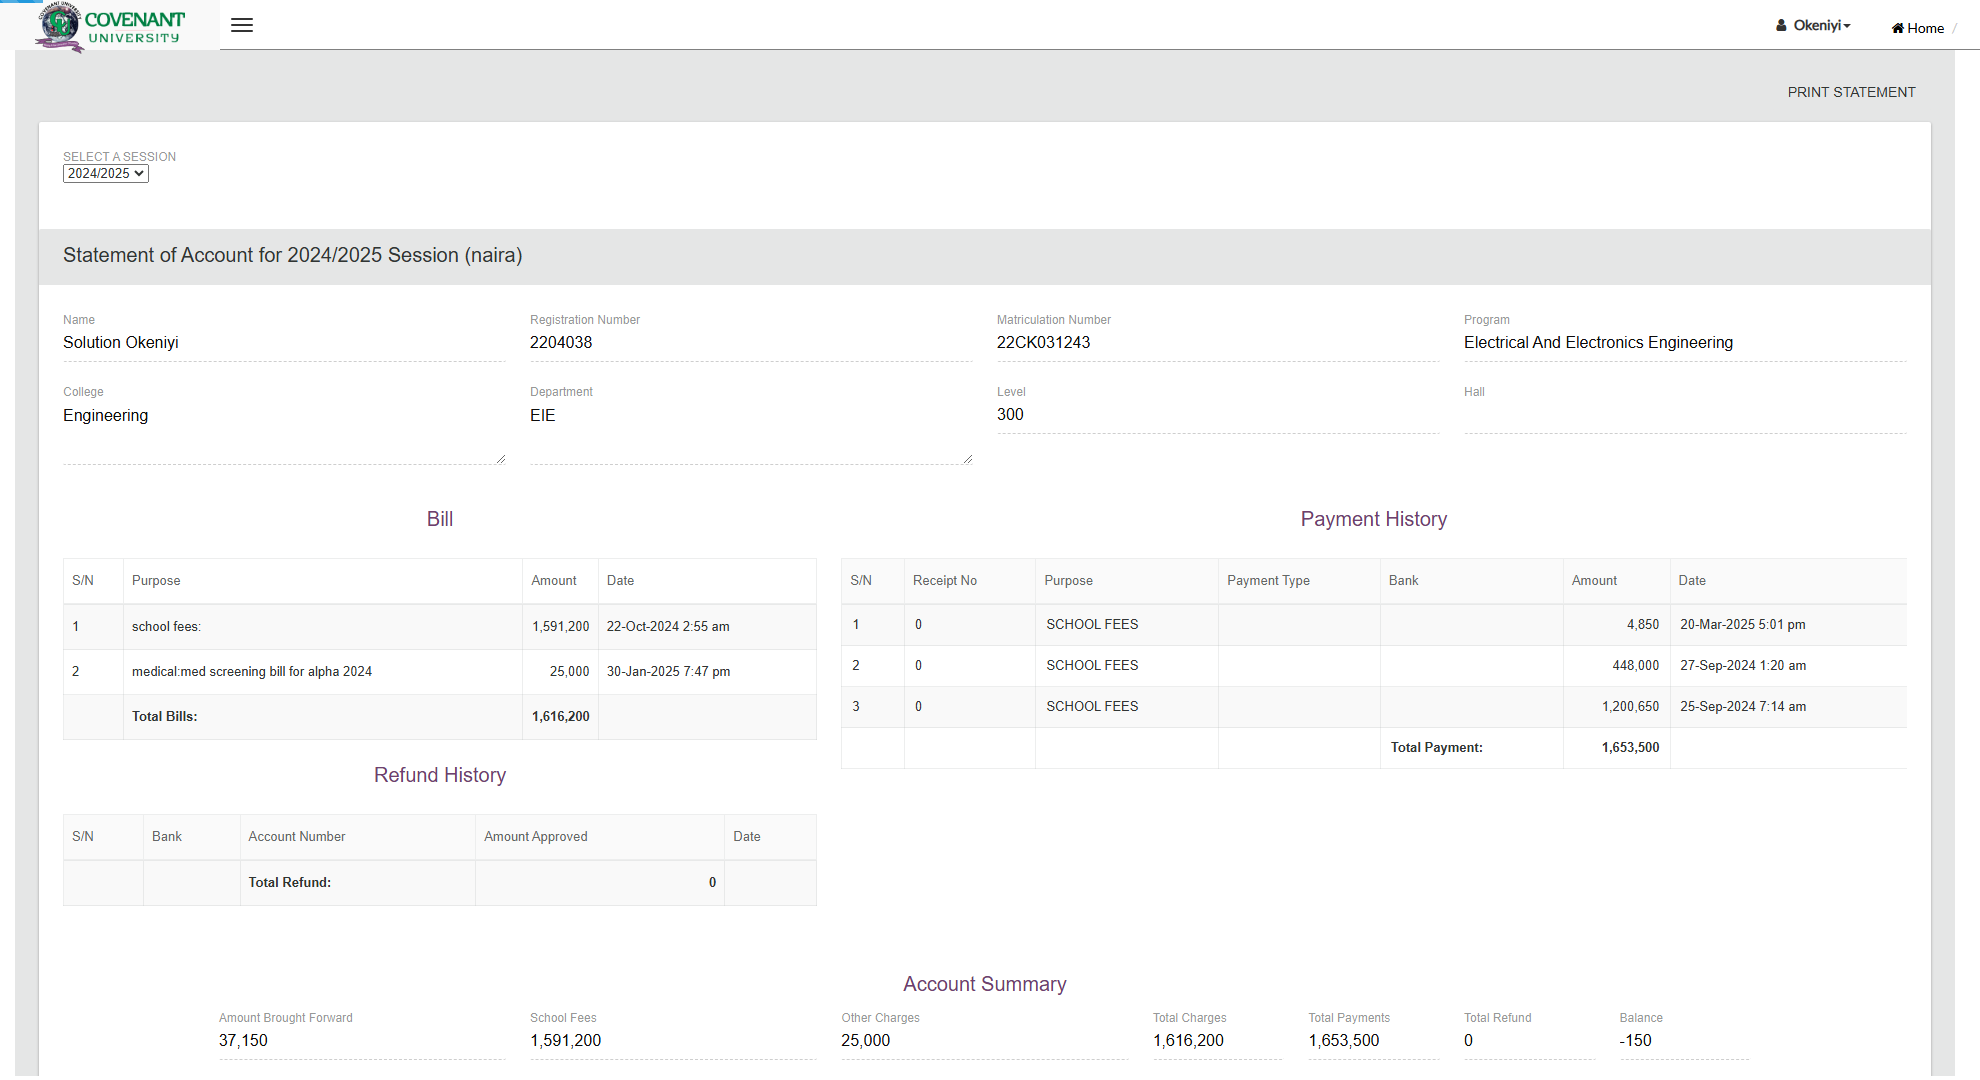 COVENANT
UNIVERSITY
Okeniyi
Home /
PRINT STATEMENT
SELECT A SESSION
2024/2025
Statement of Account for 2024/2025 Session (naira)
Name Registration Number Matriculation Number Program
Solution Okeniyi 2204038 22CK031243 Electrical And Electronics Engineering
College Department Level Hall
Engineering EIE 300
Bill
S/N Purpose Amount Date
1 school fees: 1,591,200 22-Oct-2024 2:55 am
2 medical:med screening bill for alpha 2024 25,000 30-Jan-2025 7:47 pm
Total Bills: 1,616,200
Payment History
S/N Receipt No Purpose Payment Type Bank Amount Date
1 0 SCHOOL FEES 4,850 20-Mar-2025 5:01 pm
2 0 SCHOOL FEES 448,000 27-Sep-2024 1:20 am
3 0 SCHOOL FEES 1,200,650 25-Sep-2024 7:14 am
Total Payment: 1,653,500
Refund History
S/N Bank Account Number Amount Approved Date
Total Refund: 0
Account Summary
Amount Brought Forward School Fees Other Charges Total Charges Total Payments Total Refund Balance
37,150 1,591,200 25,000 1,616,200 1,653,500 0 -150